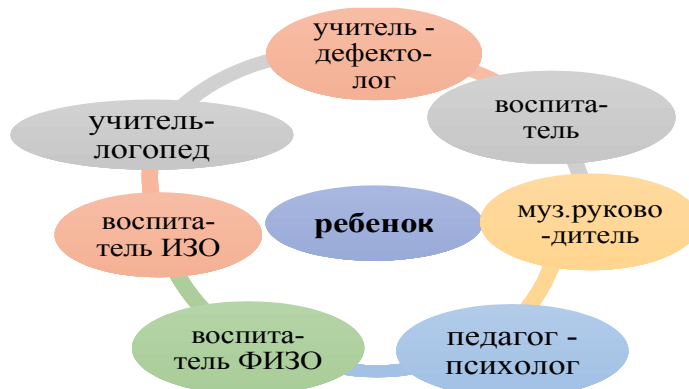 учитель -
дефекто-
лог
воспита-
тель
учитель-
логопед
муз.руково
-дитель
ребенок
воспита-
тель ИЗО
педагог -
психолог
воспита-
тель ФИЗО